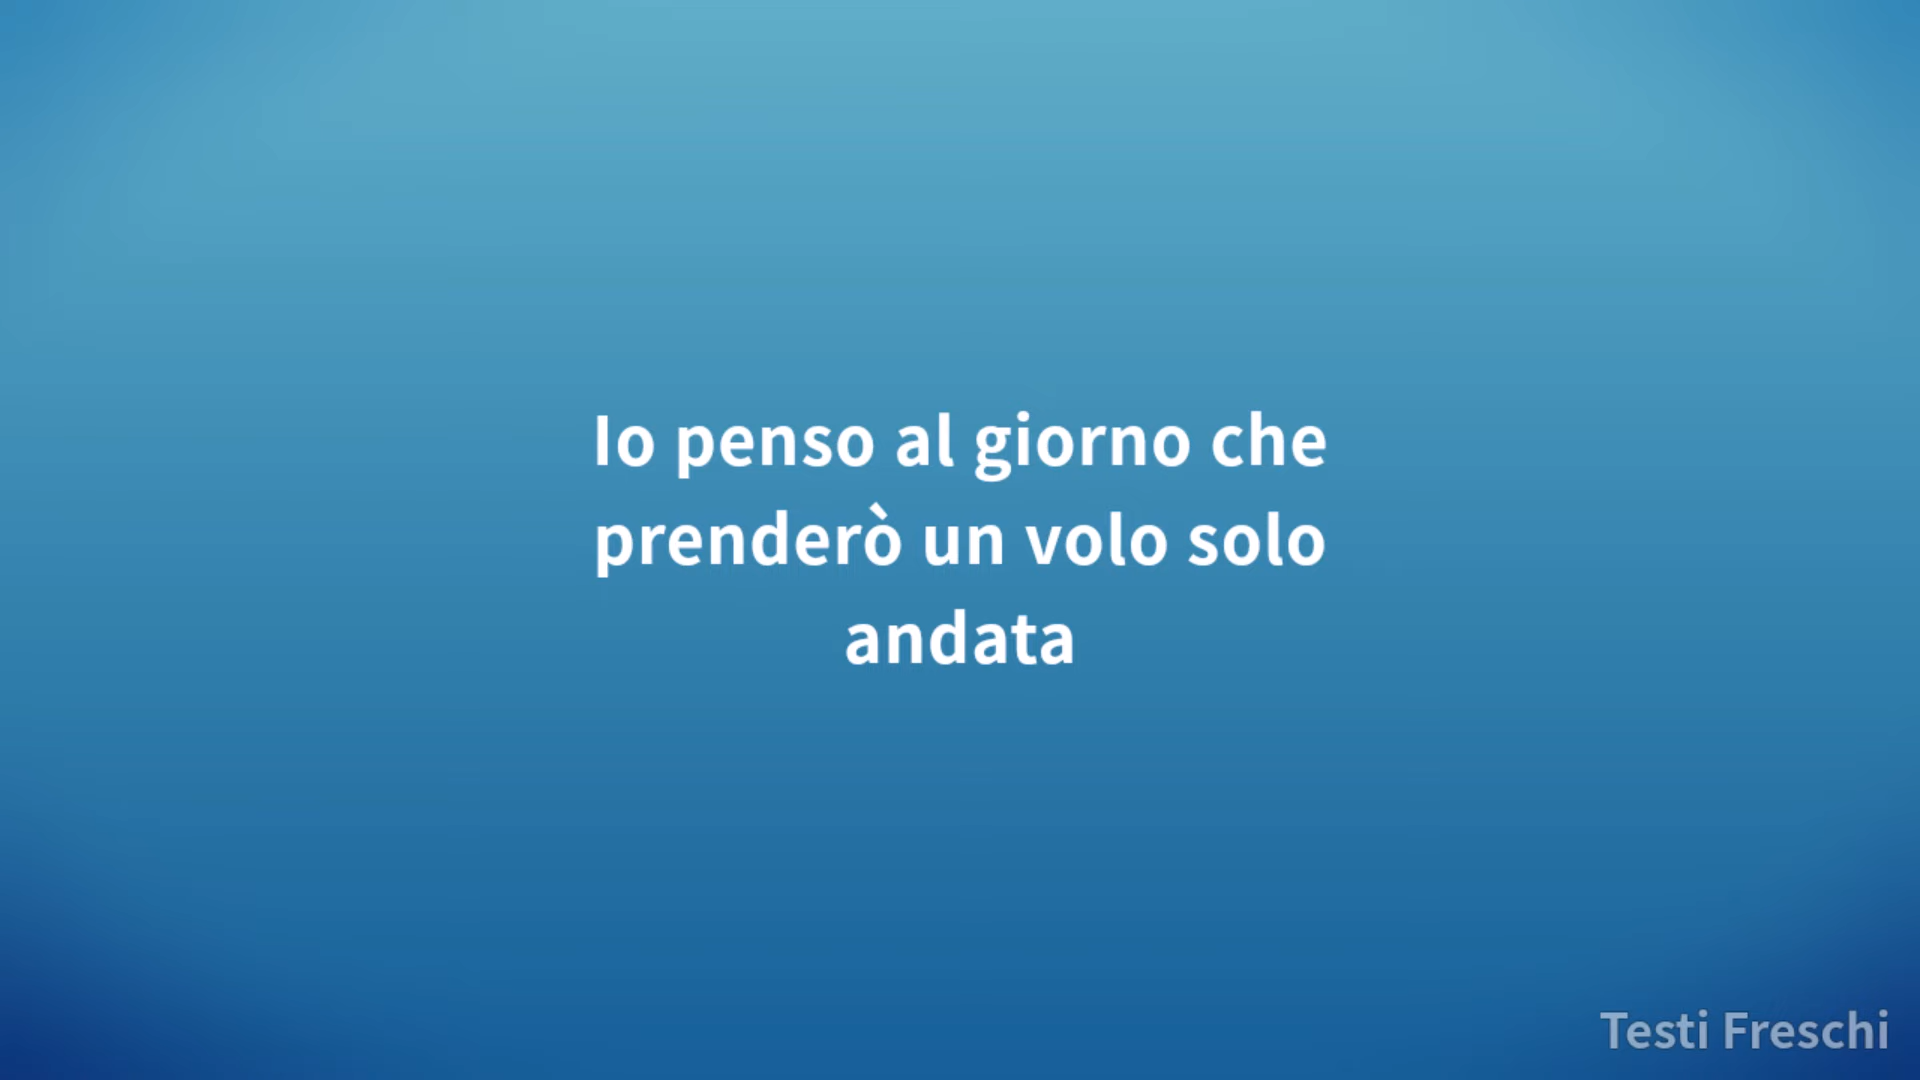 Io penso al giorno che
prenderò un volo solo
andata
Testi Freschi